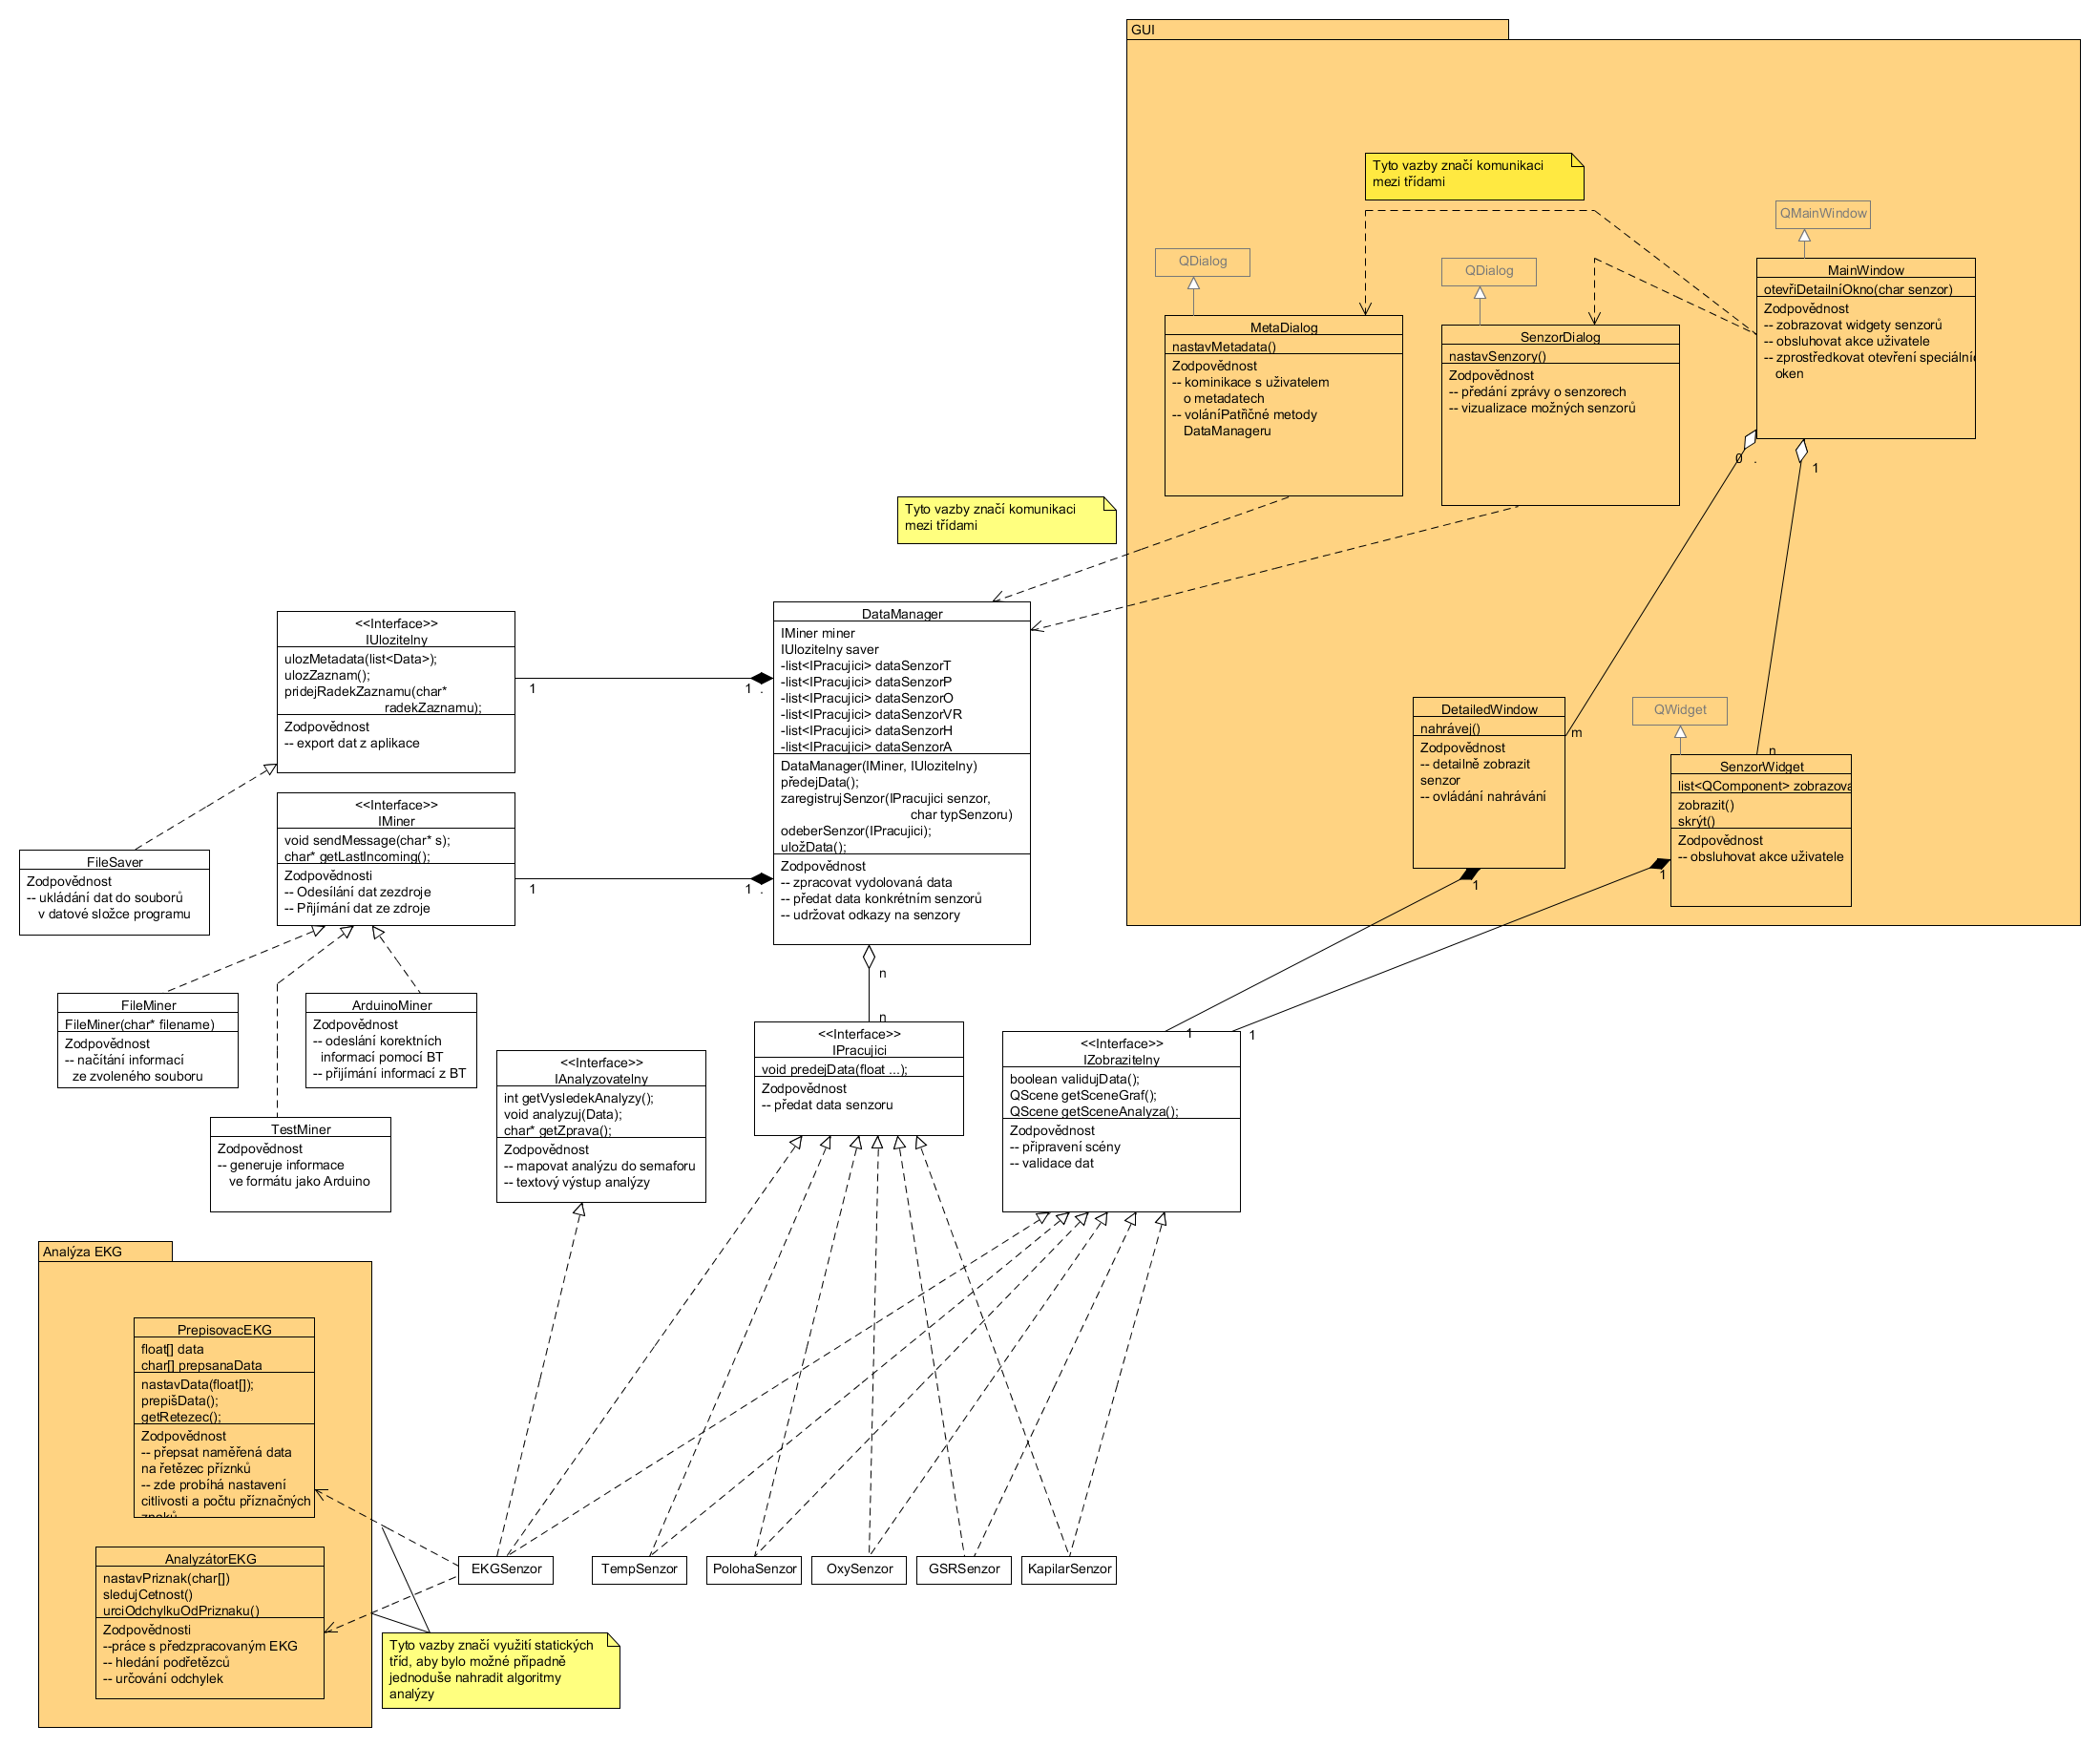 GUI
Tyto vazby značí komunikaci
mezi třídami
QMainWindow
QDialog
QDialog
MainWindow
otevřiDetailníOkno(char senzor)
Zodpovědnost
-- zobrazovat widgety senzorů
-- obsluhovat akce uživatele
-- zprostředkovat otevření speciálníc
oken
0 .
1
MetaDialog
nastavMetadata()
Zodpovědnost
-- kominikace s uživatelem
o metadatech
-- voláníPatřičné metody
DataManageru
SenzorDialog
nastavSenzory()
Zodpovědnost
-- předání zprávy o senzorech
-- vizualizace možných senzorů
Tyto vazby značí komunikaci
mezi třídami
DataManager
IMiner miner
IUlozitelny saver
-list<IPracujici> dataSenzorT
-list<IPracujici> dataSenzorP
-list<IPracujici> dataSenzorO
-list<IPracujici> dataSenzorVR
-list<IPracujici> dataSenzorH
-list<IPracujici> dataSenzorA
DataManager(IMiner, IUlozitelny)
předejData();
zaregistrujSenzor(IPracujici senzor,
char typSenzoru)
odeberSenzor(IPracujici);
uložData();
Zodpovědnost
-- zpracovat vydolovaná data
-- předat data konkrétním senzorů
-- udržovat odkazy na senzory
<<Interface>>
IUlozitelny
ulozMetadata(list<Data>);
ulozZaznam();
pridejRadekZaznamu(char*
radekZaznamu);
Zodpovědnost
-- export dat z aplikace
1
1 .
<<Interface>>
IMiner
void sendMessage(char* s);
char* getLastIncoming();
Zodpovědnosti
-- Odesílání dat zezdroje
-- Přijímání dat ze zdroje
1
1 .
FileSaver
Zodpovědnost
-- ukládání dat do souborů
v datové složce programu
DetailedWindow
nahrávej()
Zodpovědnost
-- detailně zobrazit
senzor
-- ovládání nahrávání
m
1
QWidget
n
SenzorWidget
list<QComponent> zobrazova
zobrazit()
skrýt()
Zodpovědnost
-- obsluhovat akce uživatele
1
FileMiner
FileMiner(char* filename)
Zodpovědnost
-- načítání informací
ze zvoleného souboru
ArduinoMiner
Zodpovědnost
-- odeslání korektních
informací pomocí BT
-- přijímání informací z BT
TestMiner
Zodpovědnost
-- generuje informace
ve formátu jako Arduino
<<Interface>>
IAnalyzovatelny
int getVysledekAnalyzy();
void analyzuj(Data);
char* getZprava();
Zodpovědnost
-- mapovat analýzu do semaforu
-- textový výstup analýzy
n
n
<<Interface>>
IPracujici
void predejData(float ...);
Zodpovědnost
-- předat data senzoru
1
1
<<Interface>>
IZobrazitelny
boolean validujData();
QScene getSceneGraf();
QScene getSceneAnalyza();
Zodpovědnost
-- připravení scény
-- validace dat
Analýza EKG
PrepisovacEKG
float[] data
char[] prepsanaData
nastavData(float[]);
prepišData();
getRetezec();
Zodpovědnost
-- přepsat naměřená data
na řetězec příznků
-- zde probíhá nastavení
citlivosti a počtu příznačných
znaků
AnalyzátorEKG
nastavPriznak(char[])
sledujCetnost()
urciOdchylkuOdPriznaku()
Zodpovědnosti
--práce s předzpracovaným EKG
-- hledání podřetězců
-- určování odchylek
EKGSenzor
TempSenzor
PolohaSenzor
OxySenzor
GSRSenzor
KapilarSenzor
Tyto vazby značí využití statických
tříd, aby bylo možné případně
jednoduše nahradit algoritmy
analýzy